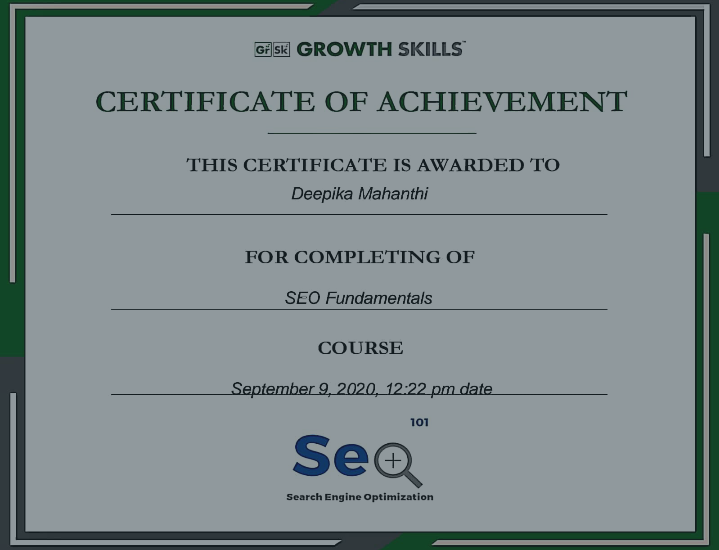 Gr Sk GROWTH SKILLS™
CERTIFICATE OF ACHIEVEMENT
THIS CERTIFICATE IS AWARDED TO
Deepika Mahanthi
FOR COMPLETING OF
SEO Fundamentals
COURSE
September 9, 2020, 12:22 pm date
101
Seo
Search Engine Optimization